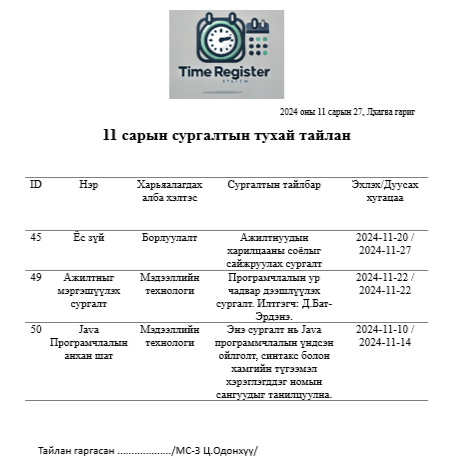 Time Register
SYSTEM
2024 оны 11 сарын 27, Лхагва гариг
11 сарын сургалтын тухай тайлан
ID Нэр Харьяалагдах алба хэлтэс Сургалтын тайлбар Эхлэх/Дуусах хугацаа
45 Ёс зүй Борлуулалт Ажилтнуудын харилцааны соёлыг сайжруулах сургалт 2024-11-20 / 2024-11-27
49 Ажилтныг мэргэшүүлэх сургалт Мэдээллийн технологи Програмчлалын ур чадвар дээшлүүлэх сургалт. Илтгэгч: Д.Бат-Эрдэнэ. 2024-11-22 / 2024-11-22
50 Java Програмчлалын анхан шат Мэдээллийн технологи Энэ сургалт нь Java программчлалын үндсэн ойлголт, синтакс болон хамгийн түгээмэл хэрэглэгддэг номын сангуудыг танилцуулна. 2024-11-10 / 2024-11-14
Тайлан гаргасан ..................../МС-3 Ц.Одонхүү/